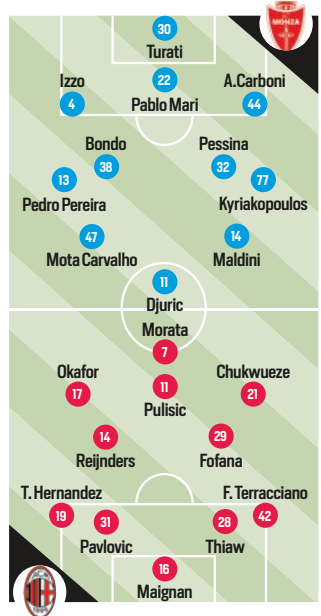 MONZA
30
Turati
Izzo
22
A.Carboni
4
Pablo Mari
44
Bondo
Pessina
38
32
13
77
Pedro Pereira
Kyriakopoulos
47
14
Mota Carvalho
Maldini
11
Djuric
Morata
7
Okafor
Chukwueze
17
11
21
Pulisic
14
29
Reijnders
Fofana
T. Hernandez
F. Terracciano
19
31
28
42
Pavlovic
Thiaw
16
Maignan